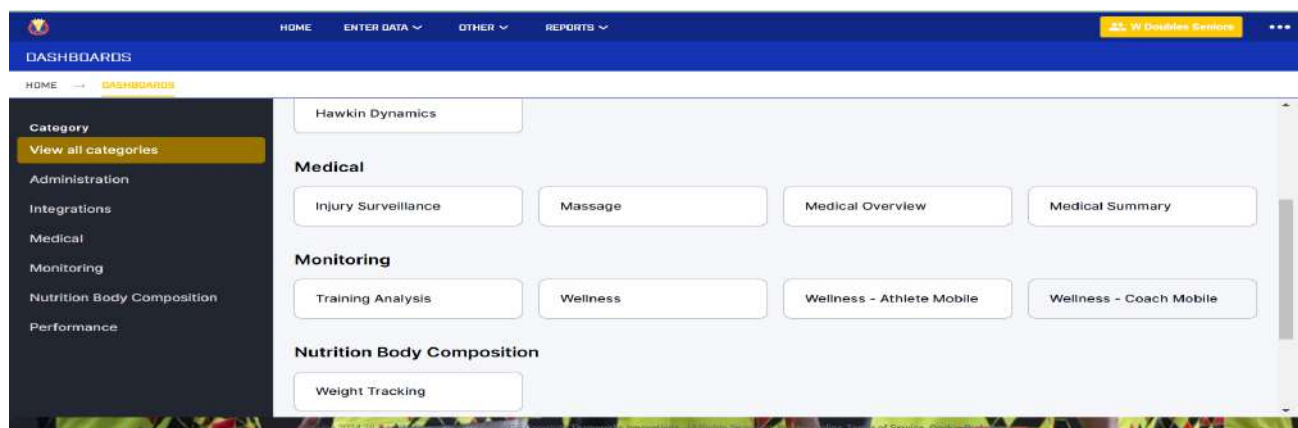 HOME ENTER DATA OTHER REPORTS W Doubles Seniors
DASHBOARDS
HOME → DASHBOARDS
Category
View all categories
Administration
Integrations
Medical
Monitoring
Nutrition Body Composition
Performance
Hawkin Dynamics
Medical
Injury Surveillance Massage Medical Overview Medical Summary
Monitoring
Training Analysis Wellness Wellness - Athlete Mobile Wellness - Coach Mobile
Nutrition Body Composition
Weight Tracking